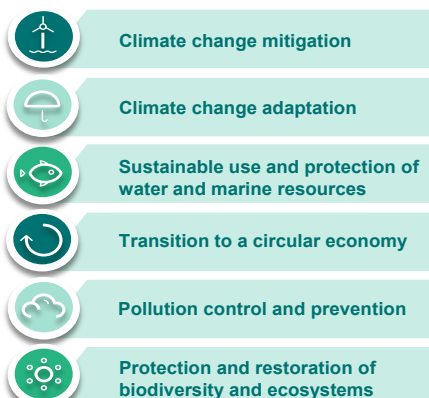 Climate change mitigation
Climate change adaptation
Sustainable use and protection of
water and marine resources
Transition to a circular economy
Pollution control and prevention
Protection and restoration of
biodiversity and ecosystems